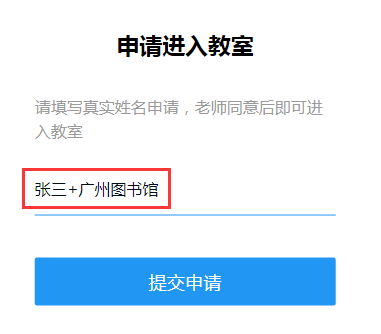 申请进入教室
请填写真实姓名申请，老师同意后即可进
入教室
张三+广州图书馆
提交申请